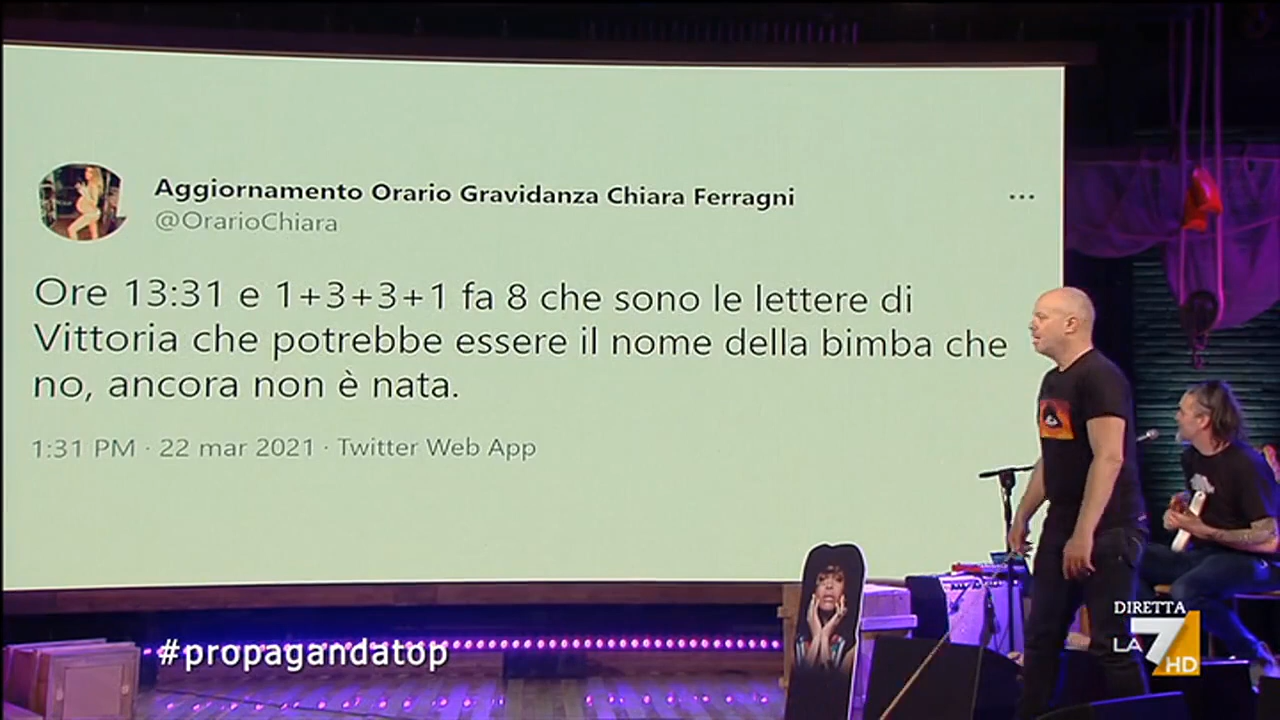 Aggiornamento Orario Gravidanza Chiara Ferragni
@OrarioChiara
Ore 13:31 e 1+3+3+1 fa 8 che sono le lettere di
Vittoria che potrebbe essere il nome della bimba che
no, ancora non è nata.
1:31 PM · 22 mar 2021 · Twitter Web App
#propagandatop
DIRETTA
LA 7 HD